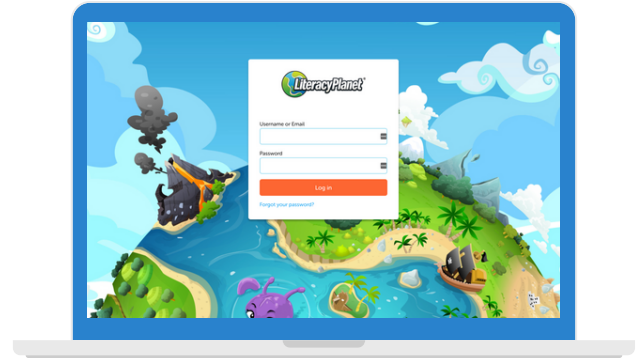 LiteracyPlanet
Username or Email
Password
Log in
Forgot your password?